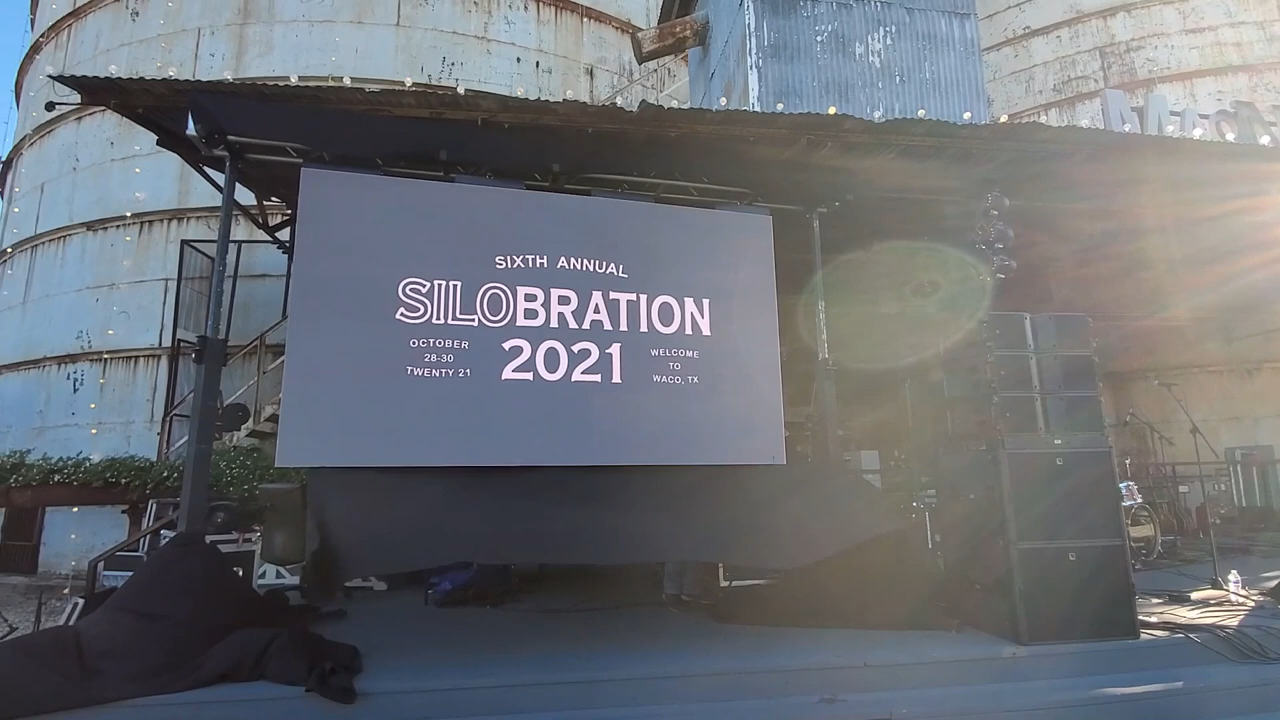 SIXTH ANNUAL
SILOBRATION
2021
OCTOBER
28-30
TWENTY 21
WELCOME
TO
WACO, TX